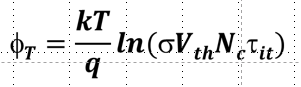 ϕ_T = kT/q ln(σV_th N_c τ_it)